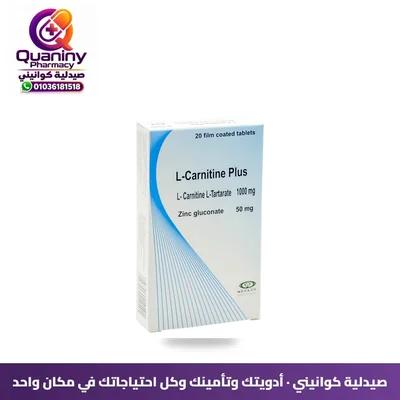 Quaniny
Pharmacy
صيدلية كوانيني
01036181518
20 film coated tablets
L-Carnitine Plus
L- Carnitine L-Tartarate 1000 mg
Zinc gluconate 50 mg
صيدلية كوانيني - أدويتك وتأمينك وكل احتياجاتك في مكان واحد